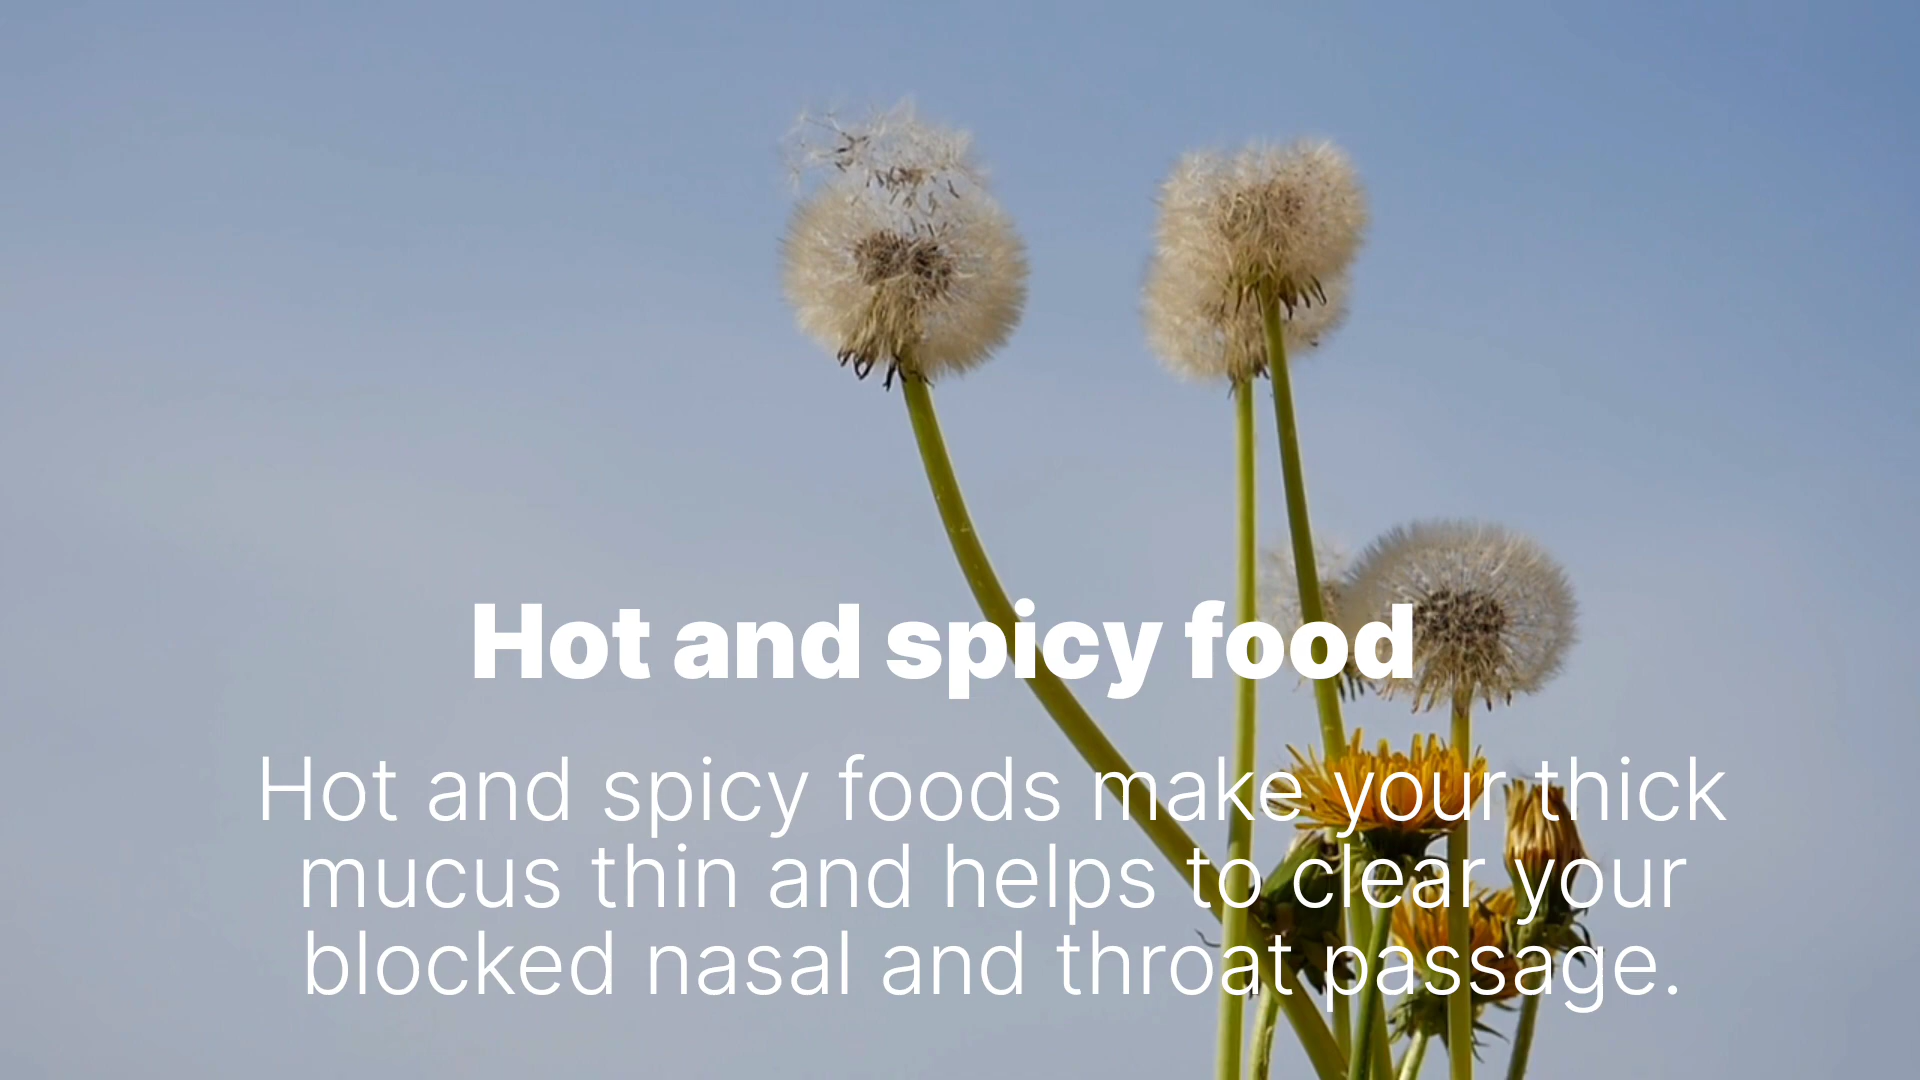 Hot and spicy food
Hot and spicy foods make your thick
mucus thin and helps to clear your
blocked nasal and throat passage.